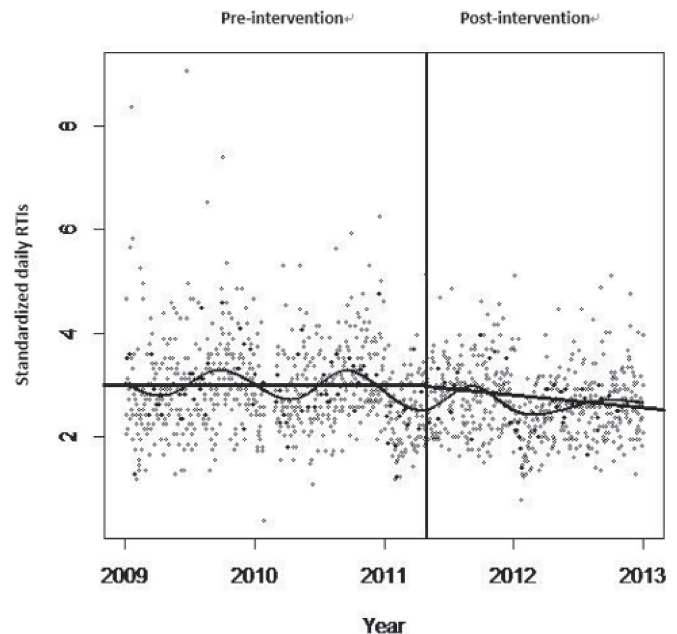 Pre-intervention↵ Post-intervention↵
Standardized daily RTIs
8
6
4
2
2009 2010 2011 2012 2013
Year